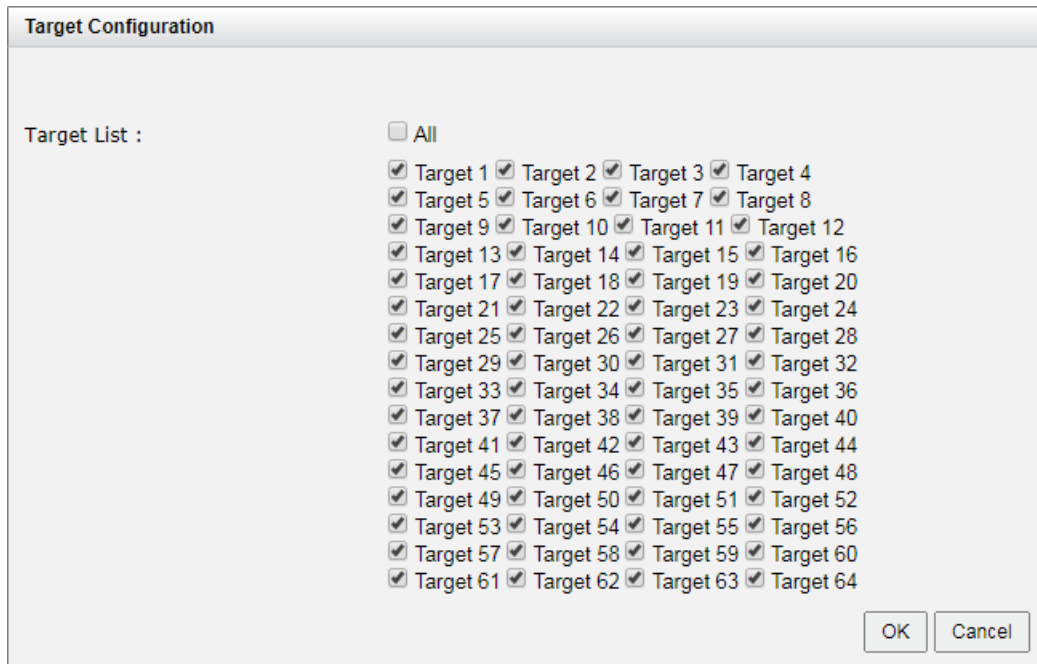 Target Configuration
Target List : All
Target 1 Target 2 Target 3 Target 4
Target 5 Target 6 Target 7 Target 8
Target 9 Target 10 Target 11 Target 12
Target 13 Target 14 Target 15 Target 16
Target 17 Target 18 Target 19 Target 20
Target 21 Target 22 Target 23 Target 24
Target 25 Target 26 Target 27 Target 28
Target 29 Target 30 Target 31 Target 32
Target 33 Target 34 Target 35 Target 36
Target 37 Target 38 Target 39 Target 40
Target 41 Target 42 Target 43 Target 44
Target 45 Target 46 Target 47 Target 48
Target 49 Target 50 Target 51 Target 52
Target 53 Target 54 Target 55 Target 56
Target 57 Target 58 Target 59 Target 60
Target 61 Target 62 Target 63 Target 64
OK Cancel